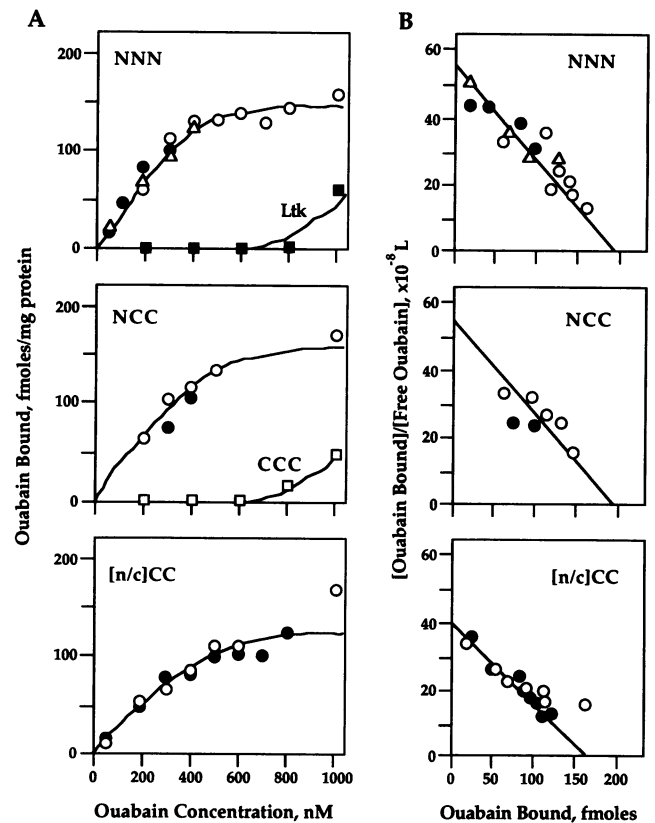 A
B
NNN
200
100
0
Ltk
NCC
200
100
0
CCC
[n/c]CC
200
100
0
0 200 400 600 800 1000
Ouabain Concentration, nM
Ouabain Bound, fmoles/mg protein
NNN
60
40
20
0
NCC
60
40
20
0
[n/c]CC
60
40
20
0
0 50 100 150 200
Ouabain Bound, fmoles
[Ouabain Bound]/[Free Ouabain], x10-8 L